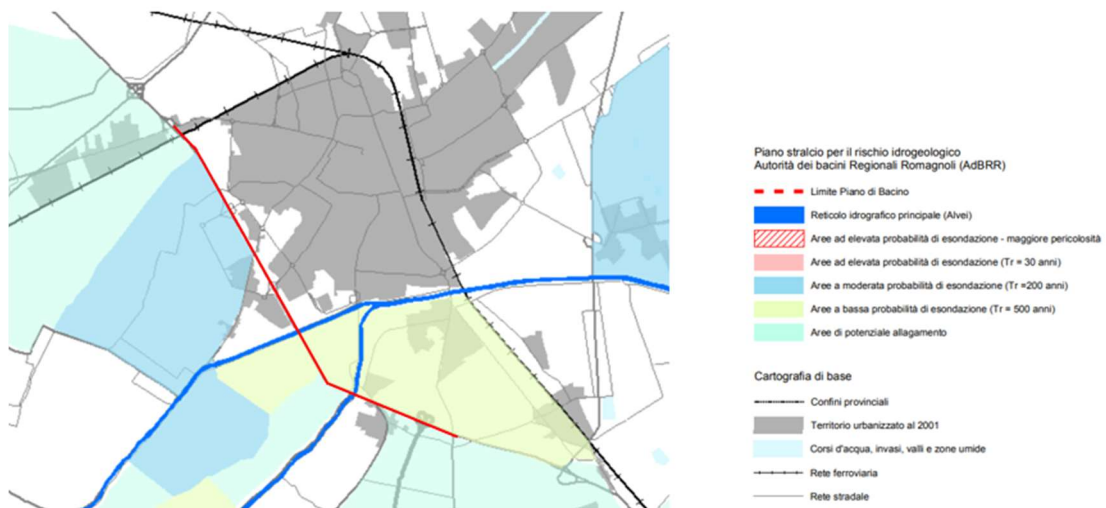 Piano stralcio per il rischio idrogeologico
Autorità dei bacini Regionali Romagnoli (AdBRR)
Limite Piano di Bacino
Reticolo idrografico principale (Alvei)
Aree ad elevata probabilità di esondazione - maggiore pericolosità
Aree ad elevata probabilità di esondazione (Tr = 30 anni)
Aree a moderata probabilità di esondazione (Tr =200 anni)
Aree a bassa probabilità di esondazione (Tr = 500 anni)
Aree di potenziale allagamento
Cartografia di base
Confini provinciali
Territorio urbanizzato al 2001
Corsi d'acqua, invasi, valli e zone umide
Rete ferroviaria
Rete stradale